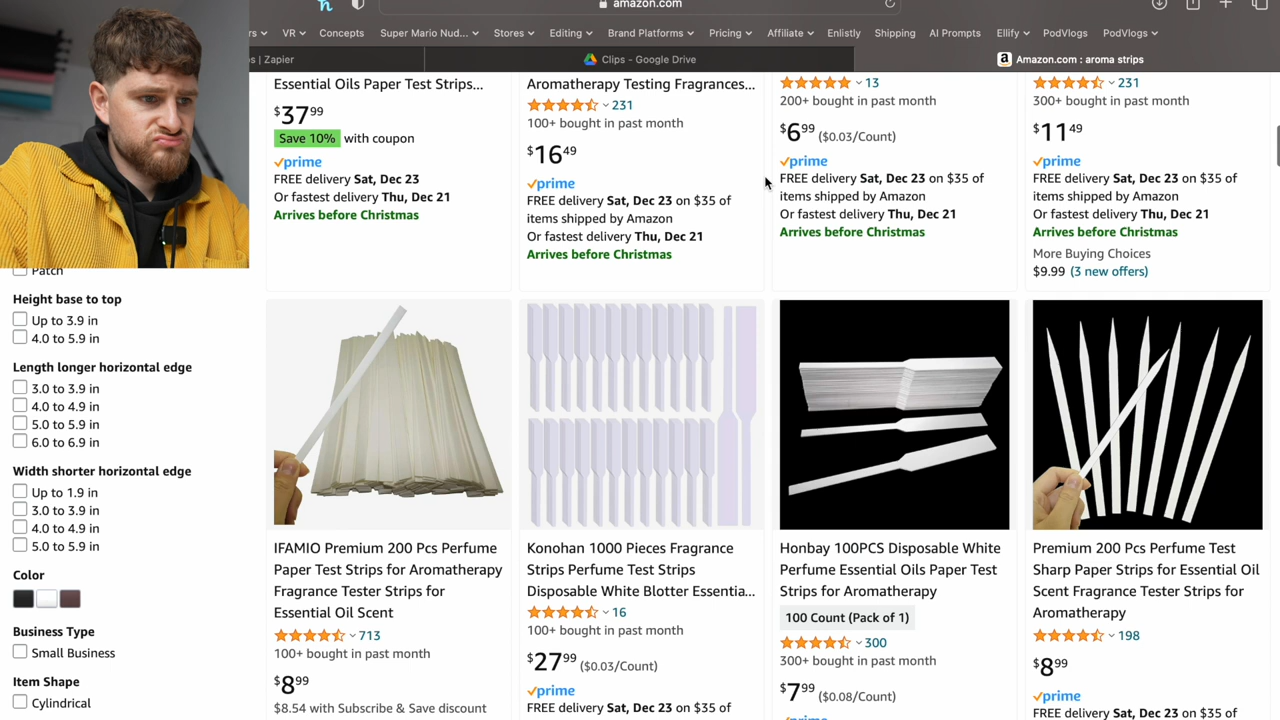 amazon.com
rs
VR
Concepts
Super Mario Nud...
Stores
Editing
Brand Platforms
Pricing
Affiliate
Enlistly
Shipping
AI Prompts
Ellify
PodVlogs
PodVlogs
s | Zapier
Clips - Google Drive
a Amazon.com : aroma strips
Essential Oils Paper Test Strips...
$37 99
Save 10% with coupon
prime
FREE delivery Sat, Dec 23
Or fastest delivery Thu, Dec 21
Arrives before Christmas
Aromatherapy Testing Fragrances...
231
100+ bought in past month
$16 49
prime
FREE delivery Sat, Dec 23 on $35 of
items shipped by Amazon
Or fastest delivery Thu, Dec 21
Arrives before Christmas
13
200+ bought in past month
$6 99 ($0.03/Count)
prime
FREE delivery Sat, Dec 23 on $35 of
items shipped by Amazon
Or fastest delivery Thu, Dec 21
Arrives before Christmas
231
300+ bought in past month
$11 49
prime
FREE delivery Sat, Dec 23 on $35 of
items shipped by Amazon
Or fastest delivery Thu, Dec 21
Arrives before Christmas
More Buying Choices
$9.99 (3 new offers)
Patch
Height base to top
Up to 3.9 in
4.0 to 5.9 in
Length longer horizontal edge
3.0 to 3.9 in
4.0 to 4.9 in
5.0 to 5.9 in
6.0 to 6.9 in
Width shorter horizontal edge
Up to 1.9 in
3.0 to 3.9 in
4.0 to 4.9 in
5.0 to 5.9 in
Color
Business Type
Small Business
Item Shape
Cylindrical
IFAMIO Premium 200 Pcs Perfume
Paper Test Strips for Aromatherapy
Fragrance Tester Strips for
Essential Oil Scent
713
100+ bought in past month
$8 99
$8.54 with Subscribe & Save discount
Konohan 1000 Pieces Fragrance
Strips Perfume Test Strips
Disposable White Blotter Essentia...
16
100+ bought in past month
$27 99 ($0.03/Count)
prime
FREE delivery Sat, Dec 23 on $35 of
Honbay 100PCS Disposable White
Perfume Essential Oils Paper Test
Strips for Aromatherapy
100 Count (Pack of 1)
300
300+ bought in past month
$7 99 ($0.08/Count)
prime
Premium 200 Pcs Perfume Test
Sharp Paper Strips for Essential Oil
Scent Fragrance Tester Strips for
Aromatherapy
198
$8 99
prime
FREE delivery Sat, Dec 23 on $35 of